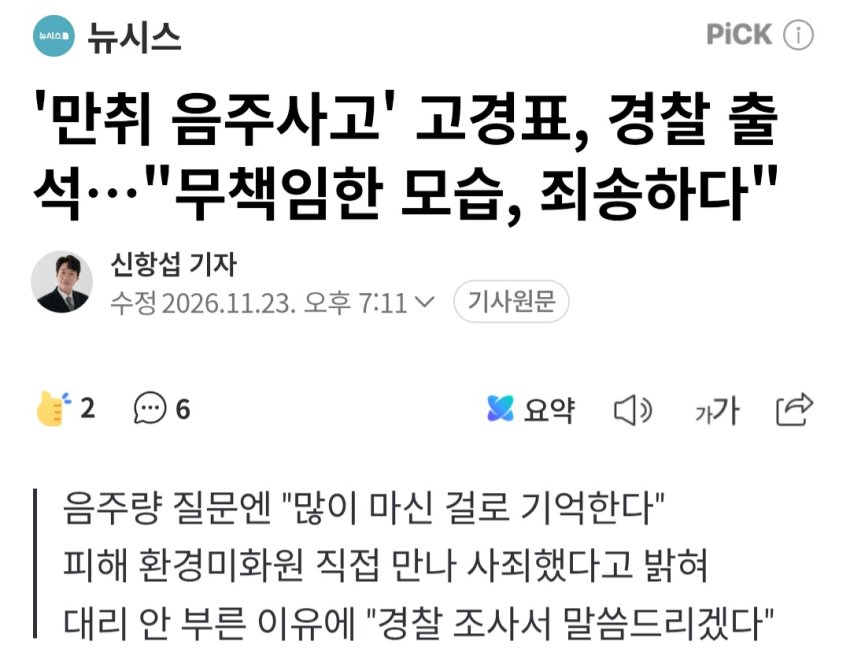 뉴시스
뉴시스
PiCK
'만취 음주사고' 고경표, 경찰 출
석…"무책임한 모습, 죄송하다"
신항섭 기자
수정 2026.11.23. 오후 7:11
기사원문
2
6
요약
가가
음주량 질문엔 "많이 마신 걸로 기억한다"
피해 환경미화원 직접 만나 사죄했다고 밝혀
대리 안 부른 이유에 "경찰 조사서 말씀드리겠다"